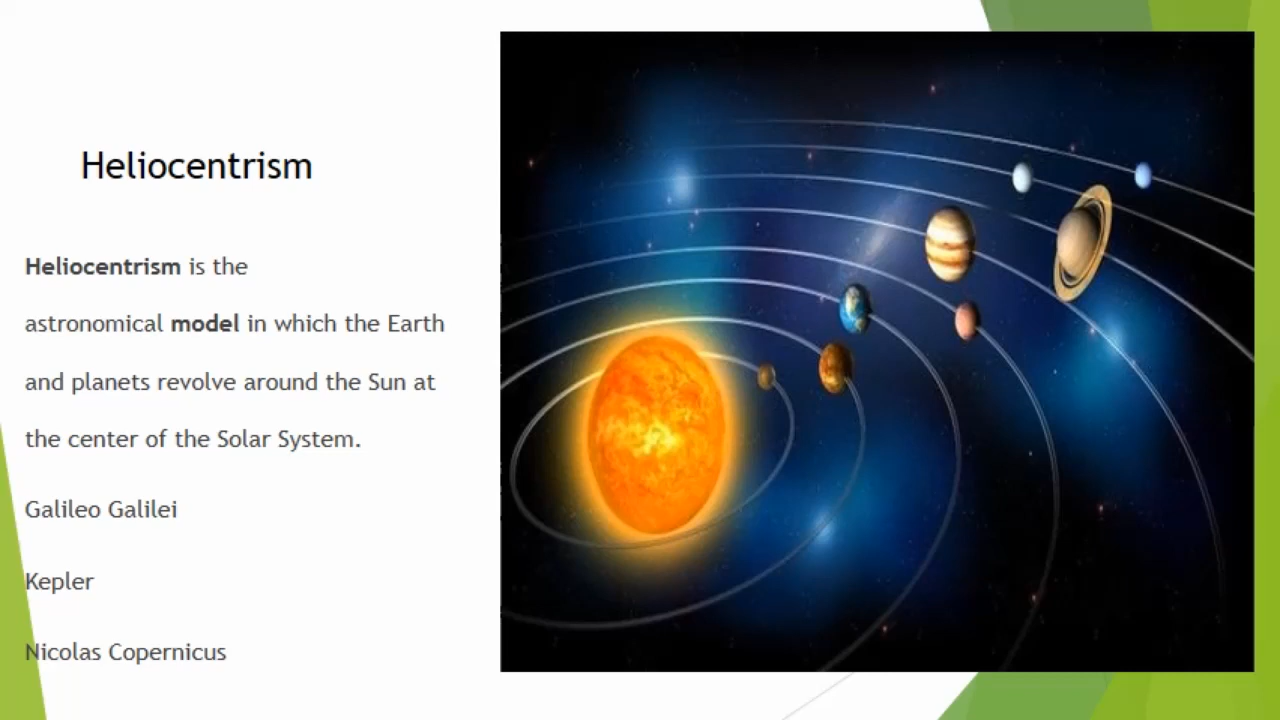 Heliocentrism
Heliocentrism is the
astronomical model in which the Earth
and planets revolve around the Sun at
the center of the Solar System.
Galileo Galilei
Kepler
Nicolas Copernicus